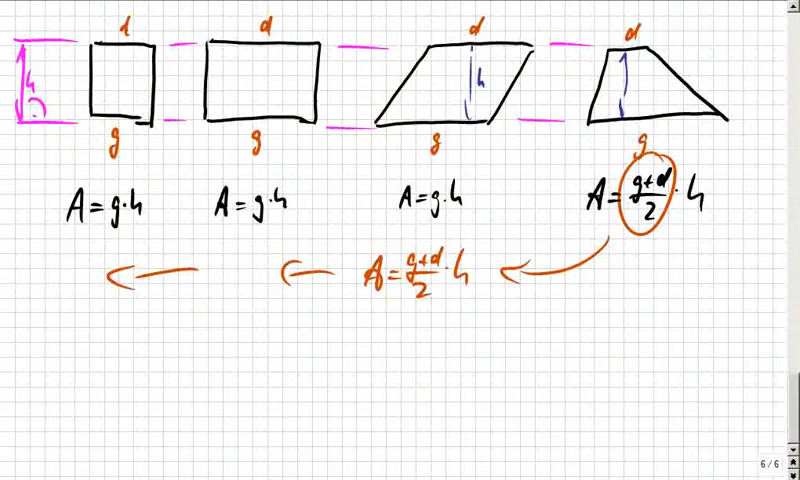 d d d d
h h
g g g g
A = g·h A = g·h A = g·h A = (g+d)/2 · h
A = (g+d)/2 · h
6 / 6